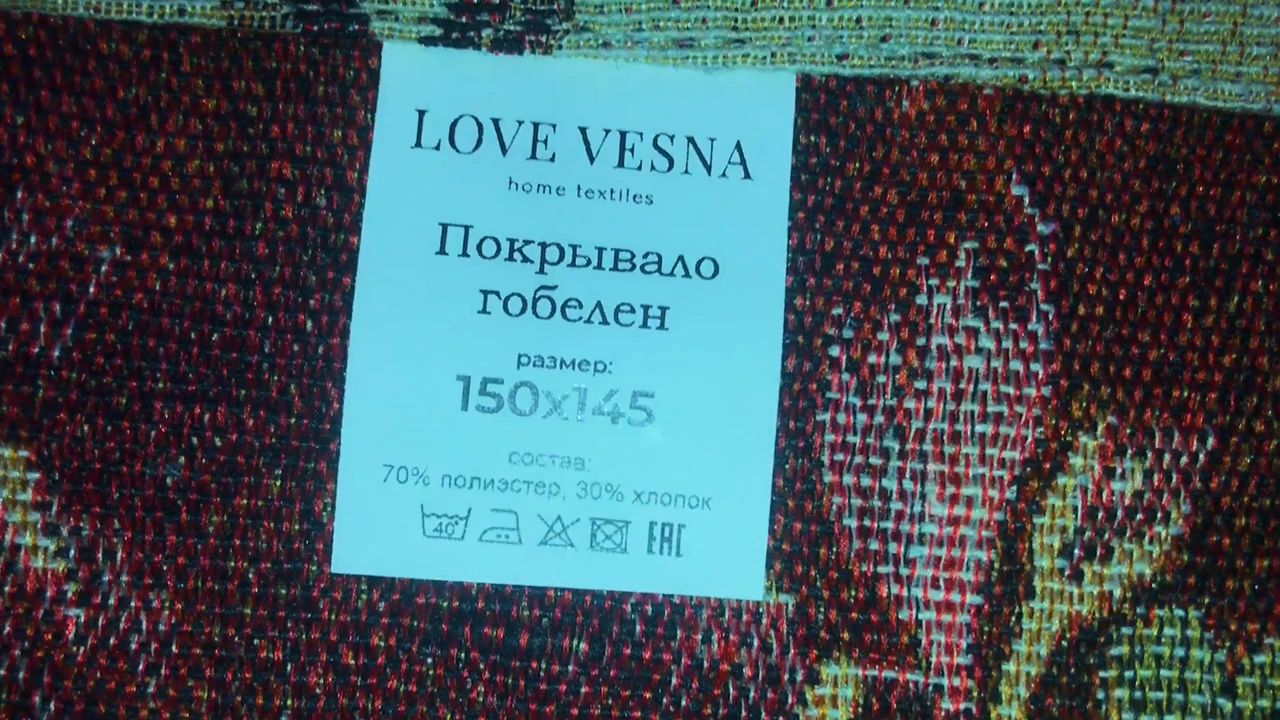 LOVE VESNA
home textiles
Покрывало
гобелен
размер:
150x145
состав:
70% полиэстер, 30% хлопок
40°
EAC